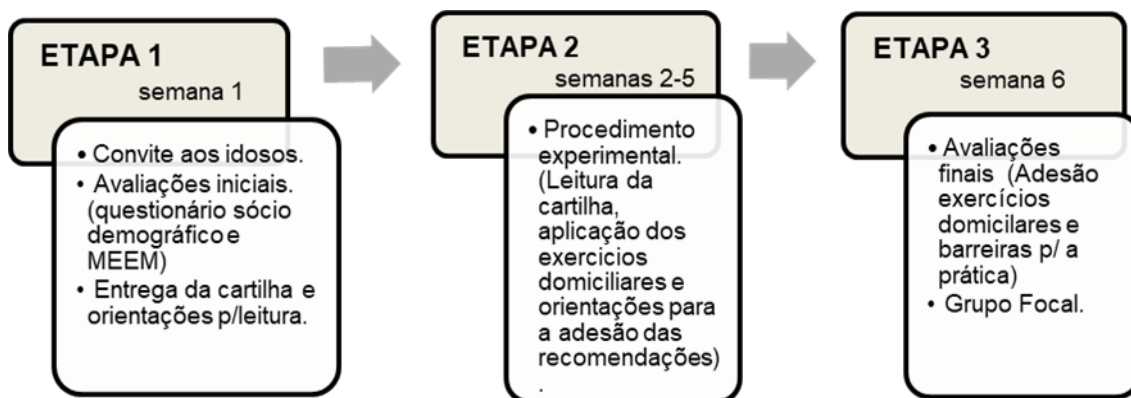 ETAPA 1
semana 1
• Convite aos idosos.
• Avaliações iniciais.
(questionário sócio
demográfico e
MEEM)
• Entrega da cartilha e
orientações p/leitura.
ETAPA 2
semanas 2-5
• Procedimento
experimental.
(Leitura da
cartilha,
aplicação dos
exercicios
domiciliares e
orientações para
a adesão das
recomendações)
.
ETAPA 3
semana 6
• Avaliações
finais (Adesão
exercícios
domicilares e
barreiras p/ a
prática)
• Grupo Focal.